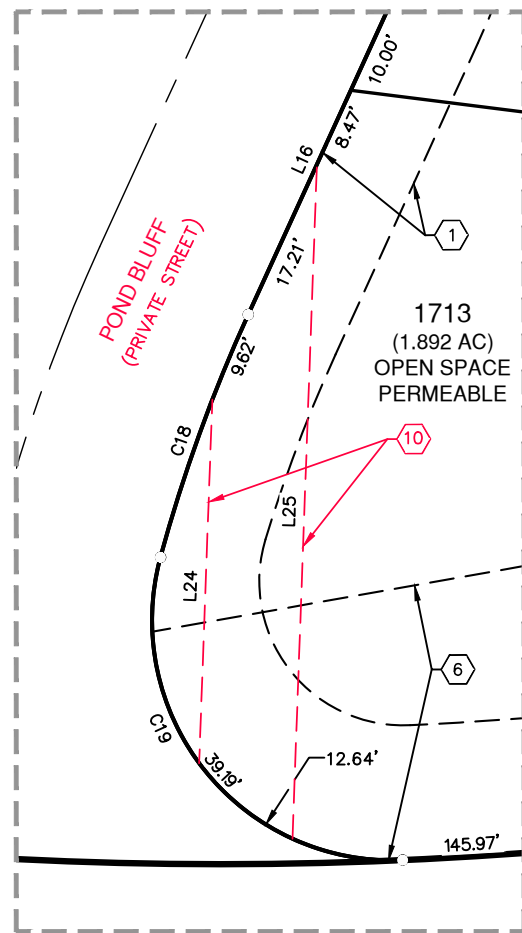 10.00'
8.47'
L16
1
17.21'
POND BLUFF
(PRIVATE STREET)
9.62'
1713
(1.892 AC)
OPEN SPACE
PERMEABLE
C18
10
L25
L24
6
C19
39.19'
12.64'
145.97'